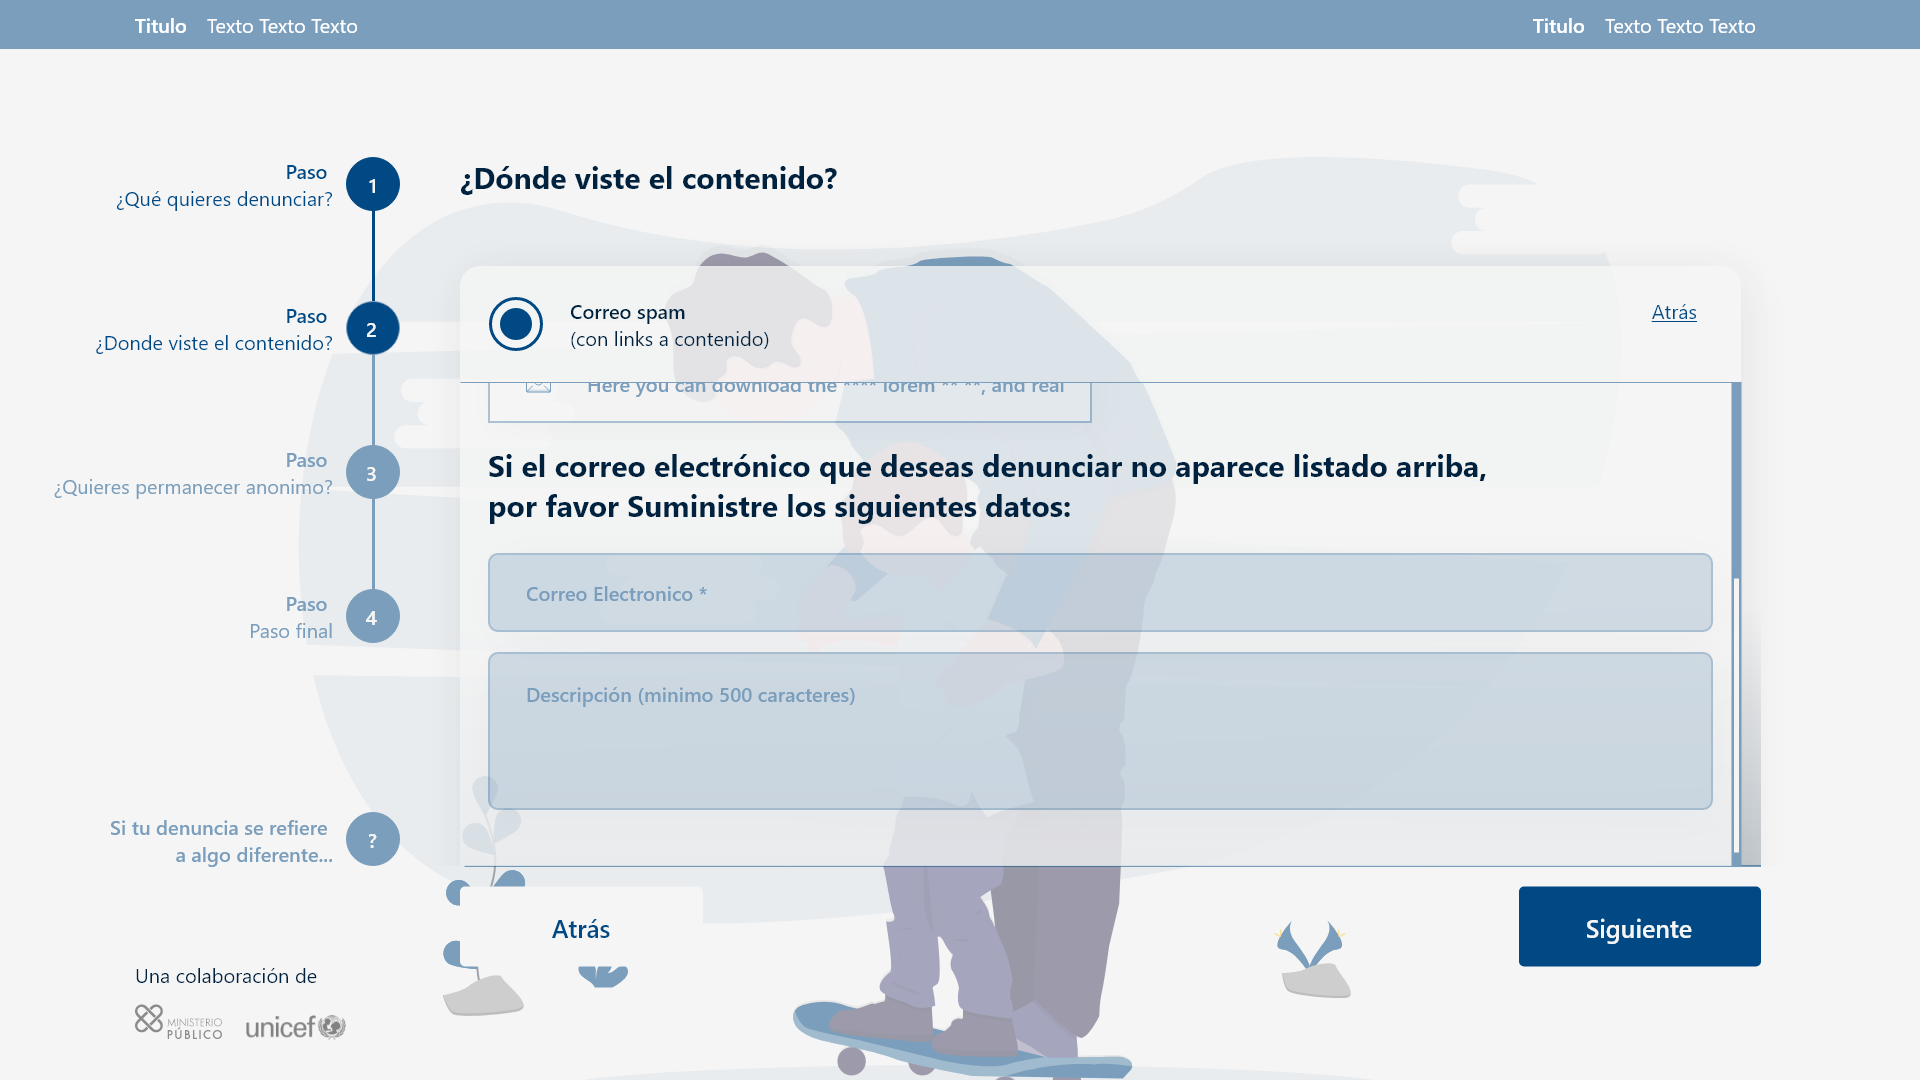 Titulo Texto Texto Texto
Titulo Texto Texto Texto
Paso
¿Qué quieres denunciar?
1
Paso
¿Donde viste el contenido?
2
Paso
¿Quieres permanecer anonimo?
3
Paso
Paso final
4
Si tu denuncia se refiere
a algo diferente...
?
¿Dónde viste el contenido?
Correo spam
(con links a contenido)
Atrás
Here you can download the **** lorem ** **, and real
Si el correo electrónico que deseas denunciar no aparece listado arriba,
por favor Suministre los siguientes datos:
Correo Electronico *
Descripción (minimo 500 caracteres)
Atrás
Siguiente
Una colaboración de
MINISTERIO
PÚBLICO
unicef